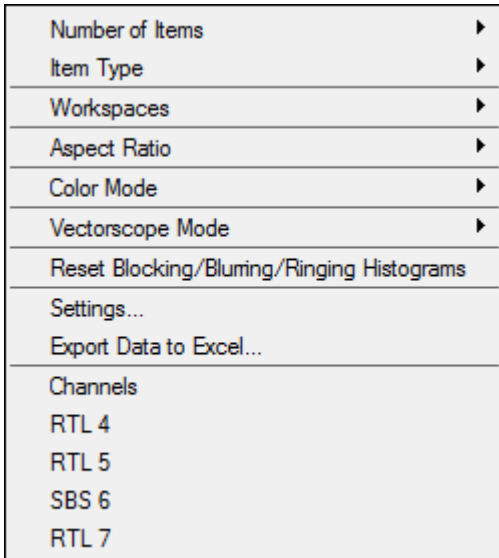 Number of Items
Item Type
Workspaces
Aspect Ratio
Color Mode
Vectorscope Mode
Reset Blocking/Blurring/Ringing Histograms
Settings...
Export Data to Excel...
Channels
RTL 4
RTL 5
SBS 6
RTL 7